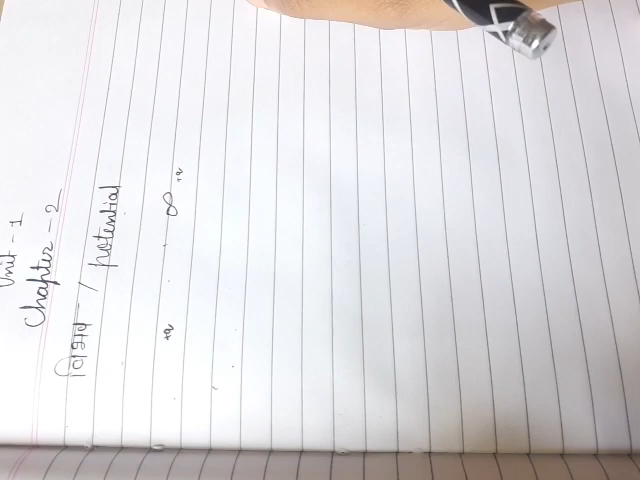 Unit - 1
Chapter - 2
विभव / potential
+q . . ∞ +q